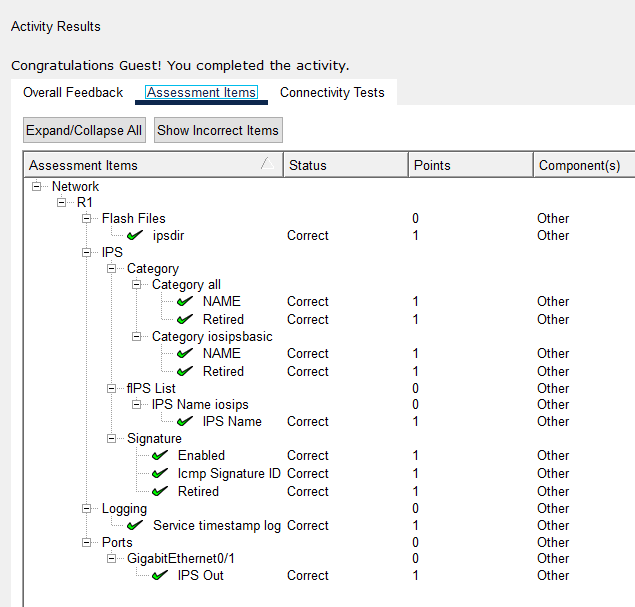 Activity Results
Congratulations Guest! You completed the activity.
Overall Feedback Assessment Items Connectivity Tests
Expand/Collapse All Show Incorrect Items
Assessment Items Status Points Component(s)
Network
R1
Flash Files 0 Other
ipsdir Correct 1 Other
IPS
Category
Category all
NAME Correct 1 Other
Retired Correct 1 Other
Category iosipsbasic
NAME Correct 1 Other
Retired Correct 1 Other
fIPS List 0 Other
IPS Name iosips 0 Other
IPS Name Correct 1 Other
Signature
Enabled Correct 1 Other
Icmp Signature ID Correct 1 Other
Retired Correct 1 Other
Logging 0 Other
Service timestamp log Correct 1 Other
Ports 0 Other
GigabitEthernet0/1 0 Other
IPS Out Correct 1 Other